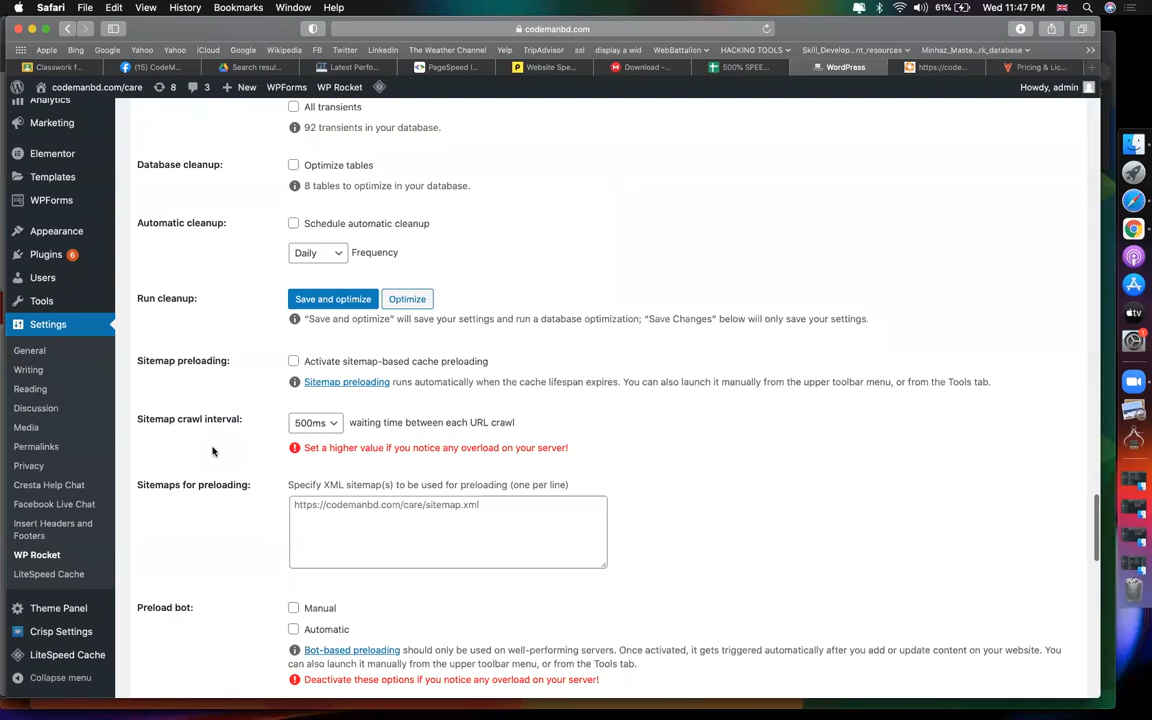 Safari File Edit View History Bookmarks Window Help 61% Wed 11:47 PM
codemanbd.com
Apple Bing Google Yahoo Yahoo iCloud Google Wikipedia FB Twitter LinkedIn The Weather Channel Yelp TripAdvisor ssl display a wid WebBattalion HACKING TOOLS Skill_Develop...nt_resources Minhaz_Maste...rk_database
Classwork f... (15) CodeM... Search resul... Latest Perfo... PageSpeed I... Website Spe... Download -... 500% SPEE... WordPress https://code... Pricing & Lic...
codemanbd.com/care 8 3 + New WPForms WP Rocket Howdy, admin
Analytics
Marketing
Elementor
Templates
WPForms
Appearance
Plugins 6
Users
Tools
Settings
General
Writing
Reading
Discussion
Media
Permalinks
Privacy
Cresta Help Chat
Facebook Live Chat
Insert Headers and
Footers
WP Rocket
LiteSpeed Cache
Theme Panel
Crisp Settings
LiteSpeed Cache
Collapse menu
All transients
92 transients in your database.
Database cleanup: Optimize tables
8 tables to optimize in your database.
Automatic cleanup: Schedule automatic cleanup
Daily Frequency
Run cleanup: Save and optimize Optimize
“Save and optimize” will save your settings and run a database optimization; “Save Changes” below will only save your settings.
Sitemap preloading: Activate sitemap-based cache preloading
Sitemap preloading runs automatically when the cache lifespan expires. You can also launch it manually from the upper toolbar menu, or from the Tools tab.
Sitemap crawl interval: 500ms waiting time between each URL crawl
Set a higher value if you notice any overload on your server!
Sitemaps for preloading: Specify XML sitemap(s) to be used for preloading (one per line)
https://codemanbd.com/care/sitemap.xml
Preload bot: Manual
Automatic
Bot-based preloading should only be used on well-performing servers. Once activated, it gets triggered automatically after you add or update content on your website. You
can also launch it manually from the upper toolbar menu, or from the Tools tab.
Deactivate these options if you notice any overload on your server!
tv
1